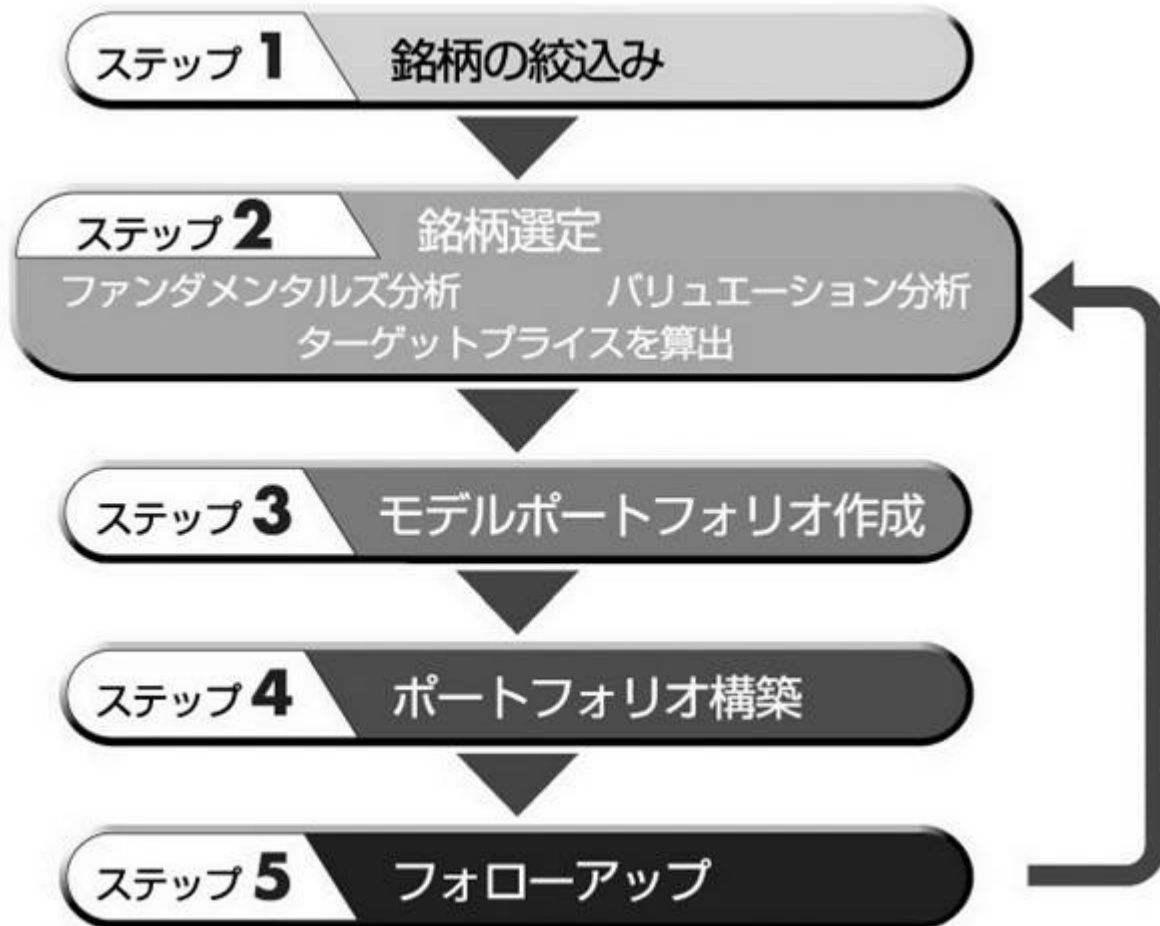 ステップ 1 銘柄の絞込み
ステップ 2 銘柄選定
ファンダメンタルズ分析 バリュエーション分析
ターゲットプライスを算出
ステップ 3 モデルポートフォリオ作成
ステップ 4 ポートフォリオ構築
ステップ 5 フォローアップ